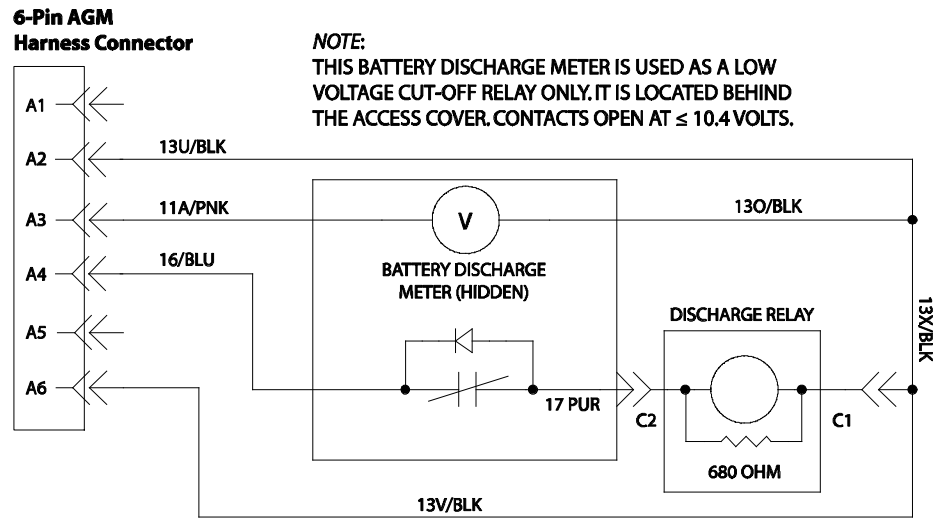 6-Pin AGM
Harness Connector
NOTE:
THIS BATTERY DISCHARGE METER IS USED AS A LOW
VOLTAGE CUT-OFF RELAY ONLY. IT IS LOCATED BEHIND
THE ACCESS COVER. CONTACTS OPEN AT ≤ 10.4 VOLTS.
A1
A2
13U/BLK
A3
11A/PNK
V
13O/BLK
A4
16/BLU
BATTERY DISCHARGE
METER (HIDDEN)
DISCHARGE RELAY
13X/BLK
A5
A6
17 PUR
C2
C1
680 OHM
13V/BLK